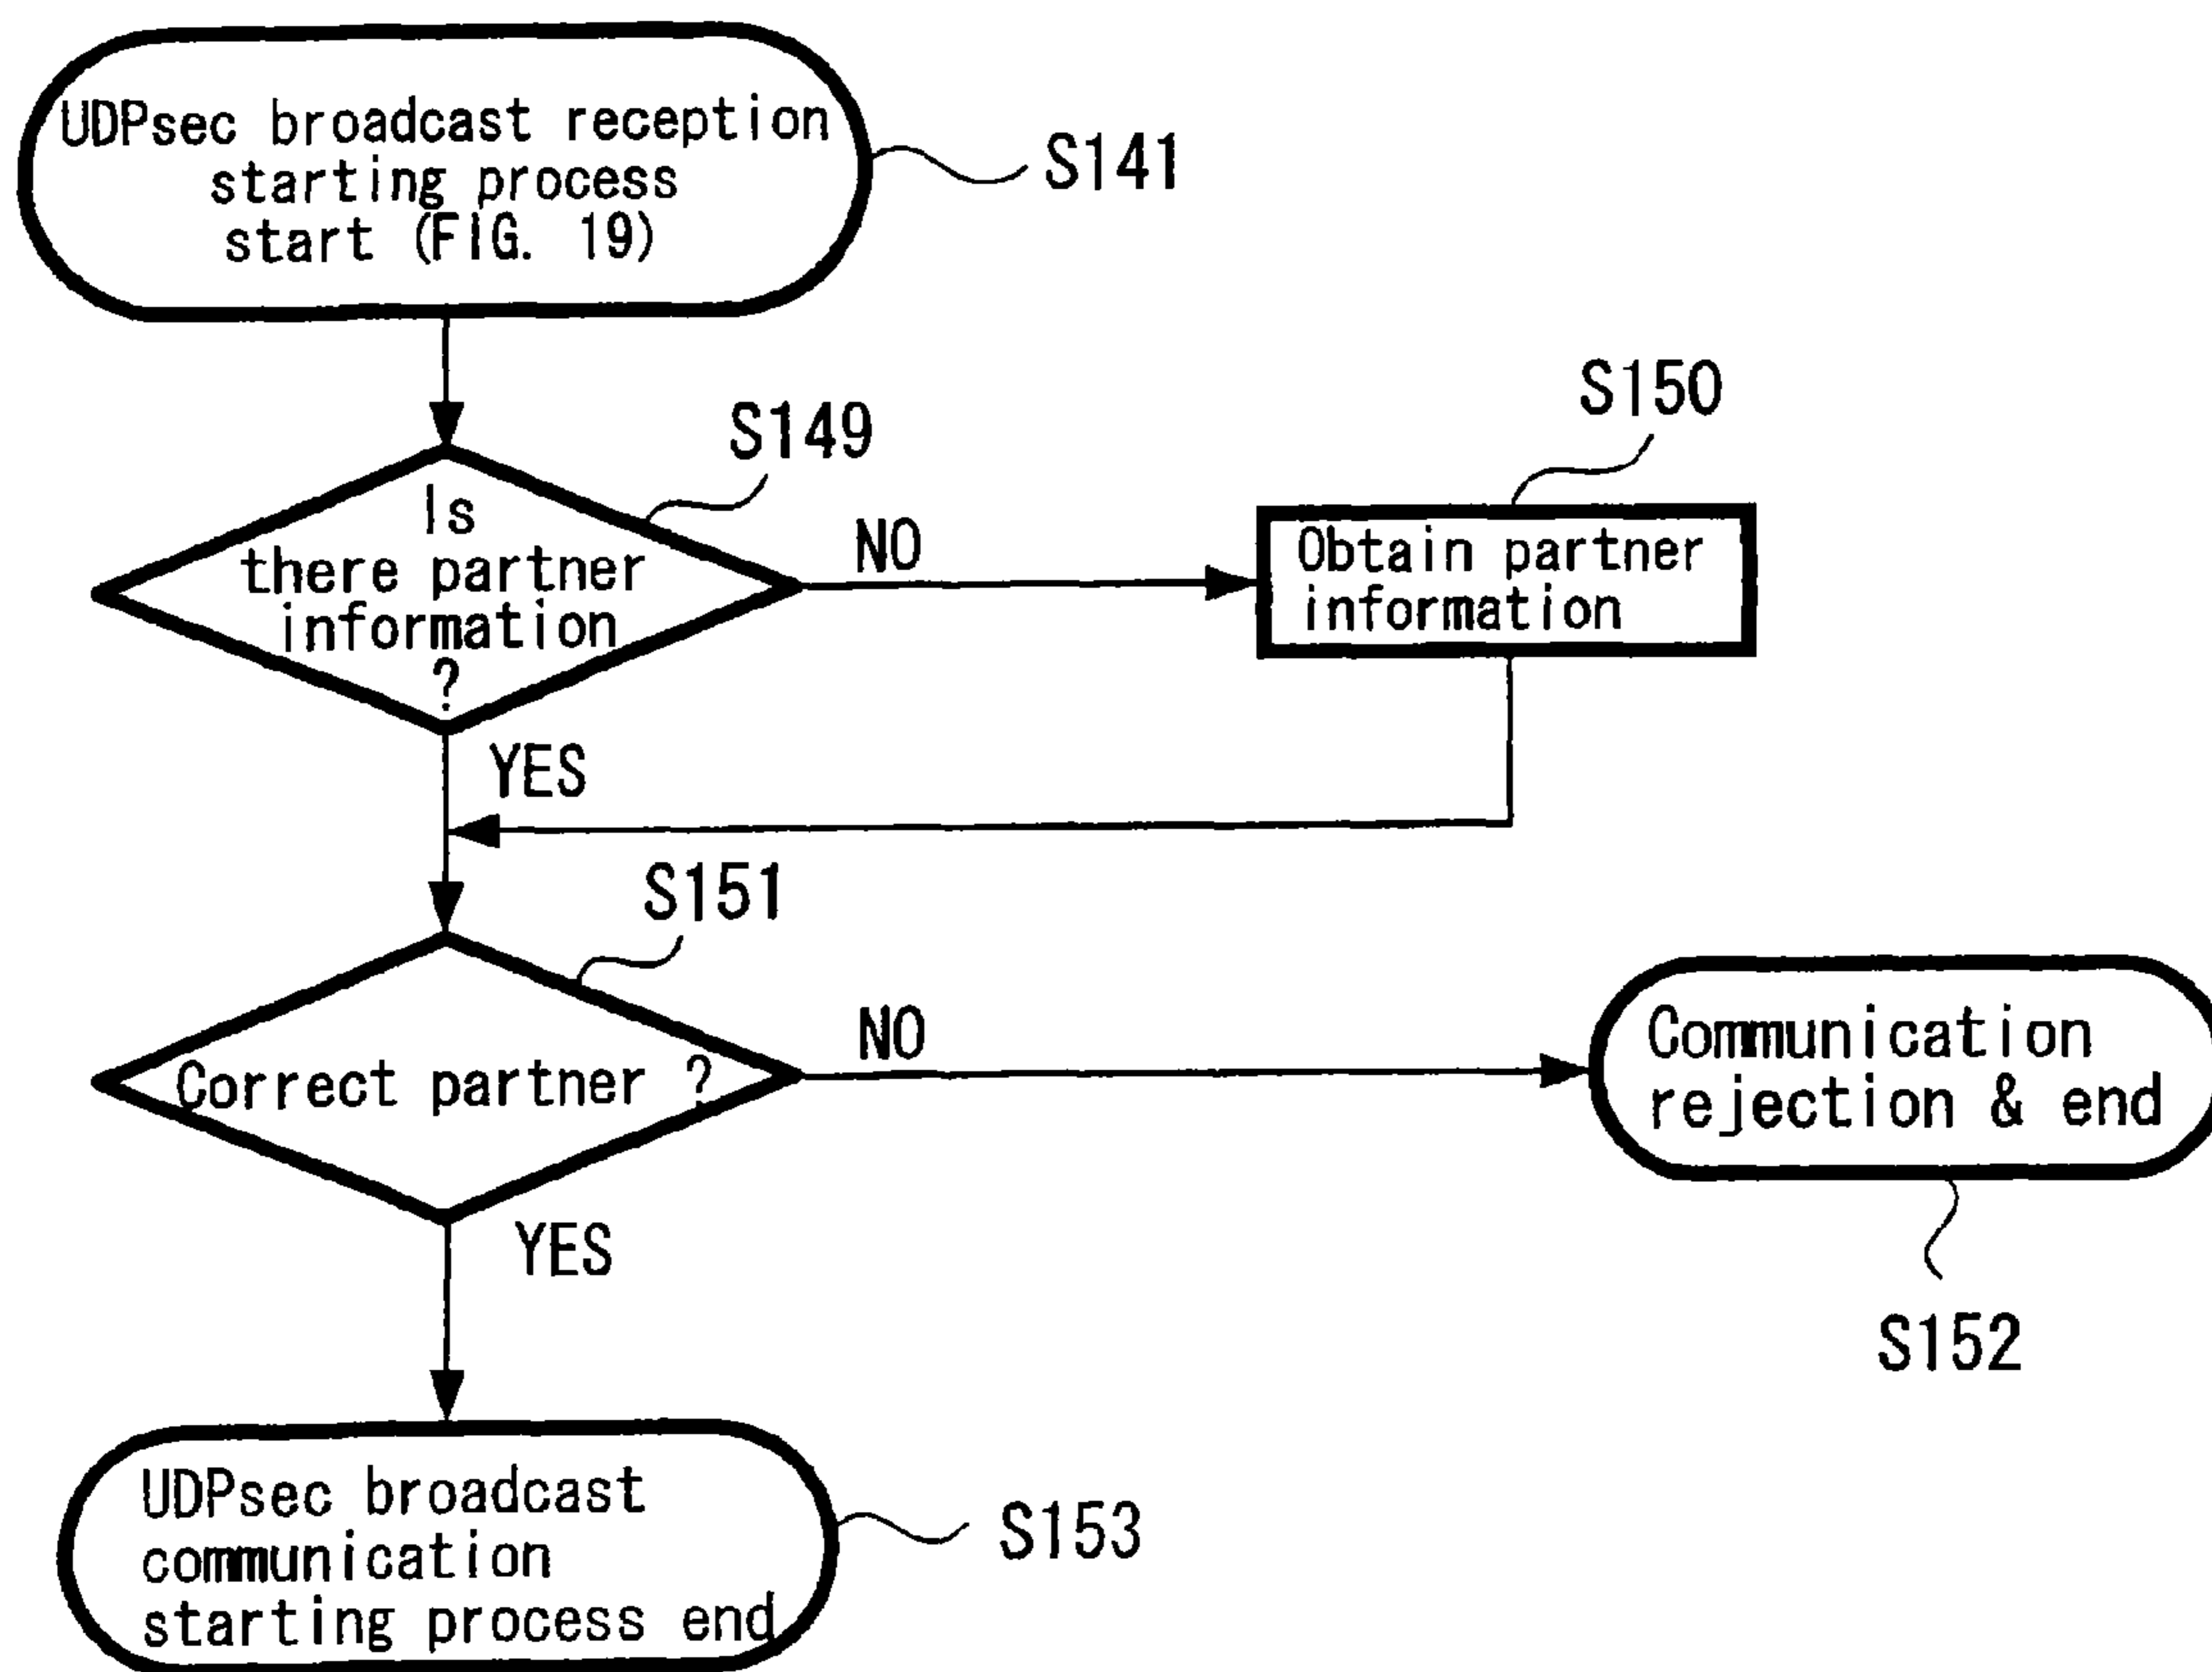 UDPsec broadcast reception
starting process
start (FIG. 19)
S141
S149
Is
there partner
information
?
NO
S150
Obtain partner
information
YES
S151
Correct partner ?
NO
Communication
rejection & end
S152
YES
UDPsec broadcast
communication
starting process end
S153